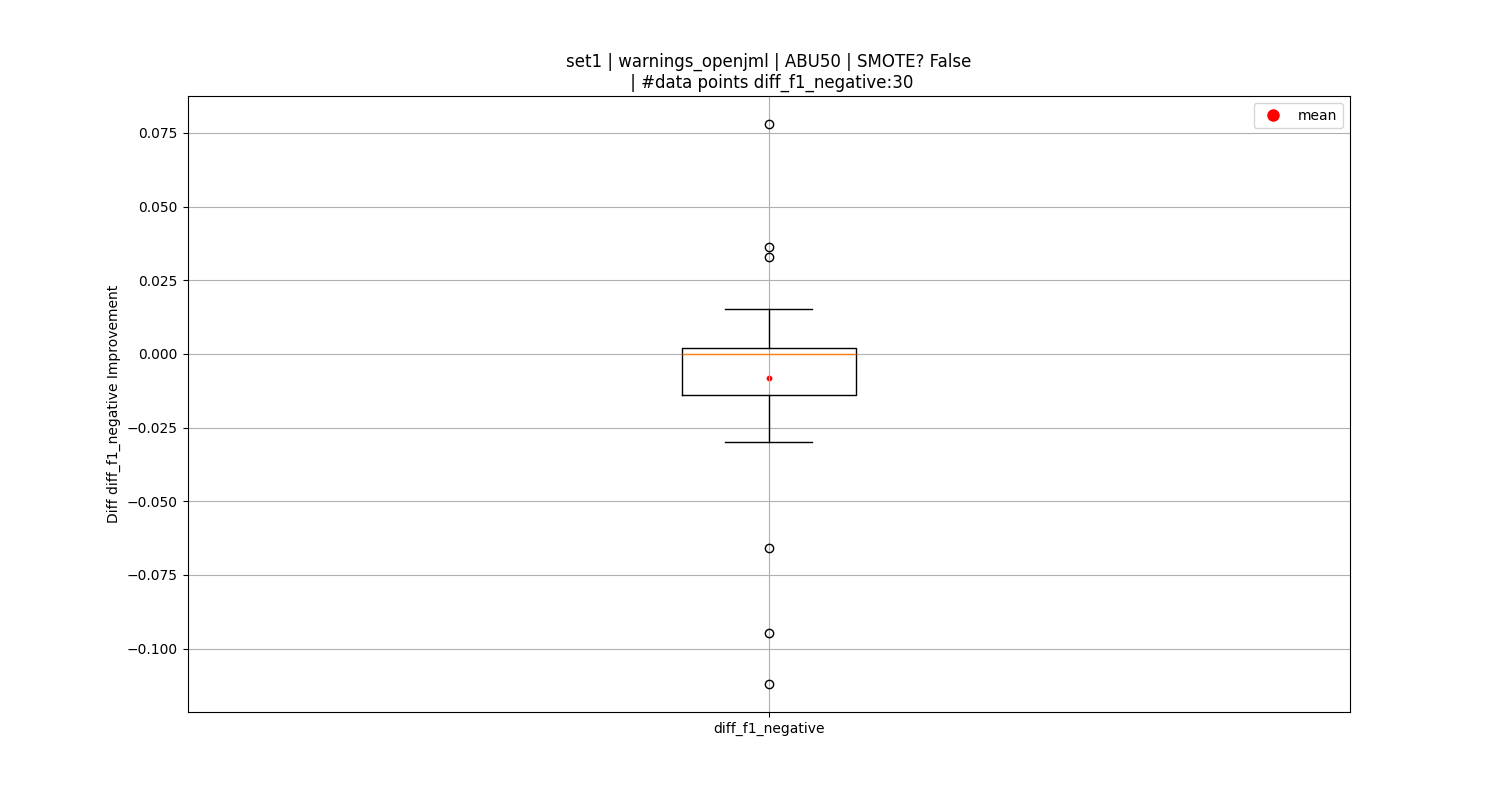 set1 | warnings_openjml | ABU50 | SMOTE? False
| #data points diff_f1_negative:30
mean
0.075
0.050
0.025
0.000
−0.025
−0.050
−0.075
−0.100
Diff diff_f1_negative Improvement
diff_f1_negative